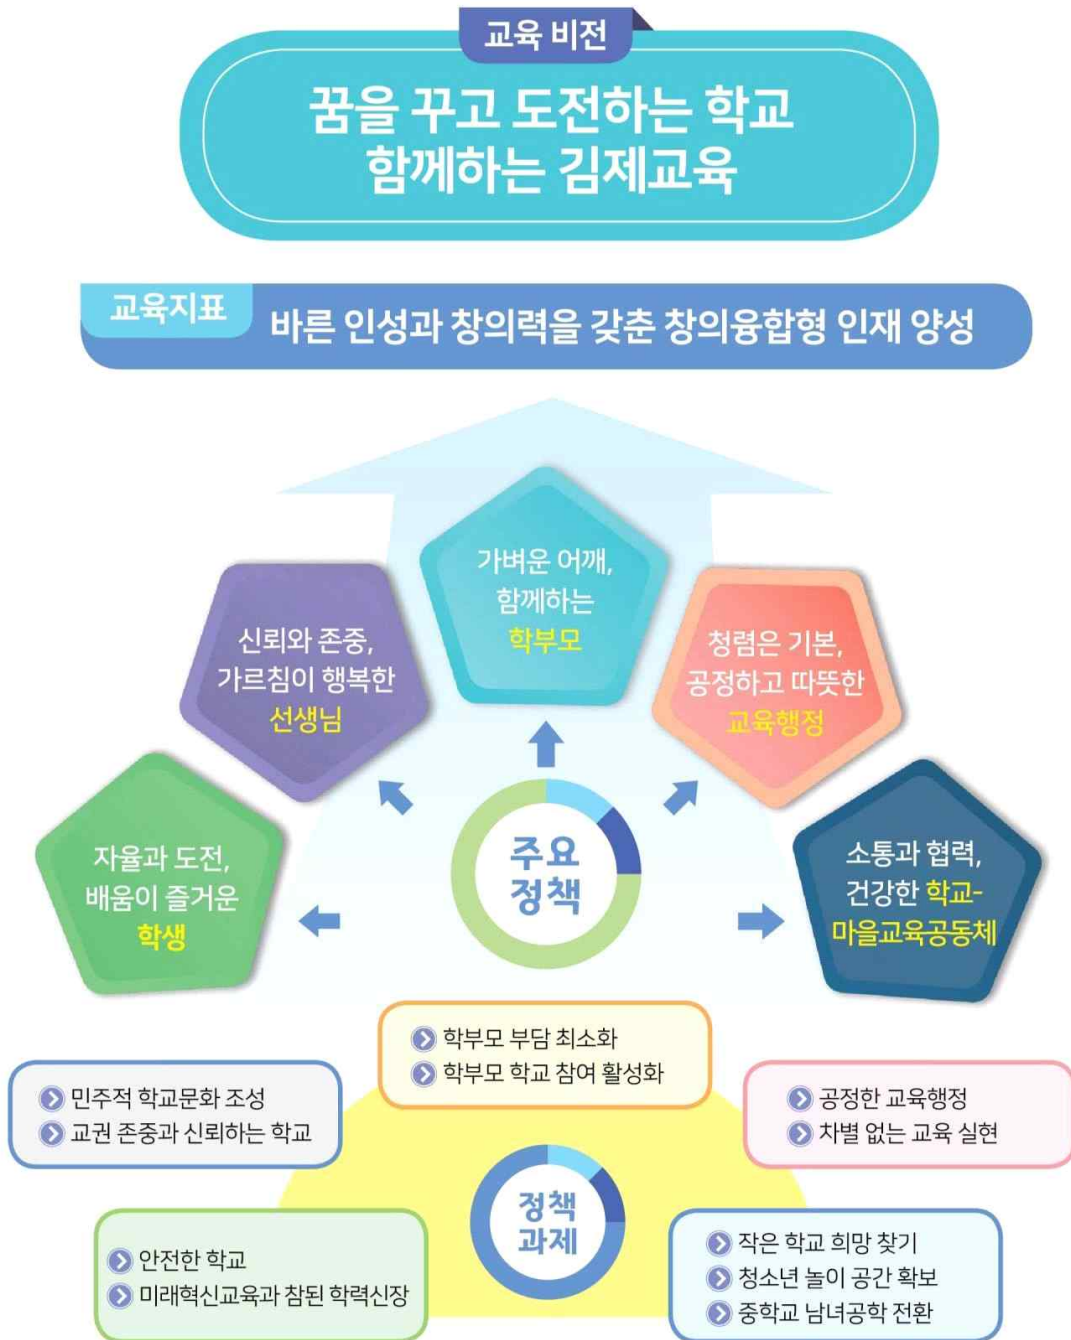 교육 비전
꿈을 꾸고 도전하는 학교
함께하는 김제교육
교육지표
바른 인성과 창의력을 갖춘 창의융합형 인재 양성
가벼운 어깨,
함께하는
학부모
신뢰와 존중,
가르침이 행복한
선생님
청렴은 기본,
공정하고 따뜻한
교육행정
자율과 도전,
배움이 즐거운
학생
주요
정책
소통과 협력,
건강한 학교-
마을교육공동체
학부모 부담 최소화
학부모 학교 참여 활성화
민주적 학교문화 조성
교권 존중과 신뢰하는 학교
공정한 교육행정
차별 없는 교육 실현
정책
과제
안전한 학교
미래혁신교육과 참된 학력신장
작은 학교 희망 찾기
청소년 놀이 공간 확보
중학교 남녀공학 전환